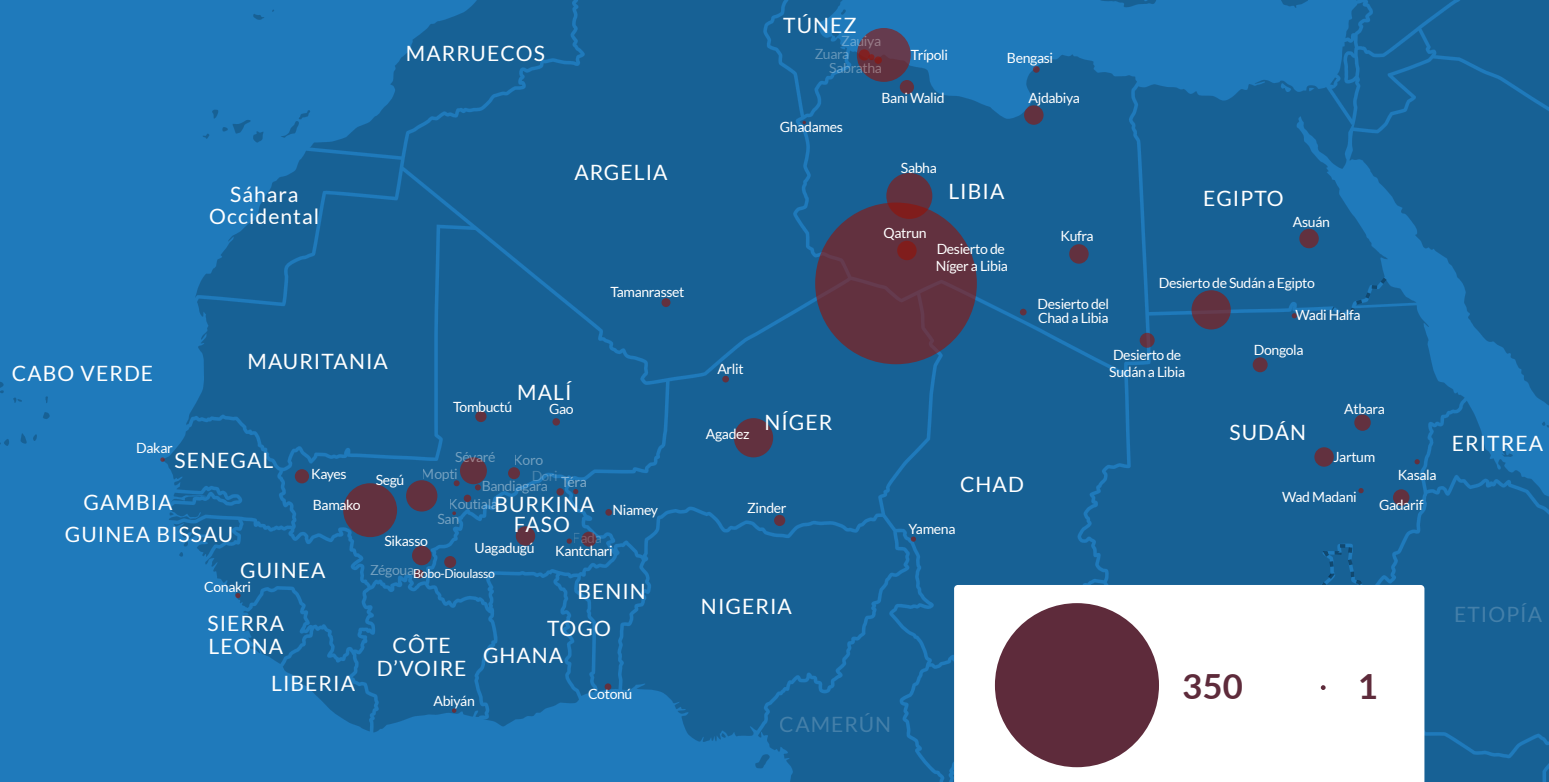 TÚNEZ
MARRUECOS
Zauiya
Zuara
Trípoli
Sabratha
Bengasi
Bani Walid
Ajdabiya
Ghadames
ARGELIA
Sabha
LIBIA
Sáhara
Occidental
EGIPTO
Asuán
Qatrun
Kufra
Desierto de
Níger a Libia
Desierto de Sudán a Egipto
Tamanrasset
Desierto del
Chad a Libia
Wadi Halfa
Desierto de
Sudán a Libia
Dongola
MAURITANIA
CABO VERDE
Arlit
MALÍ
Tombuctú
Gao
Agadez
NÍGER
Atbara
SUDÁN
ERITREA
Dakar
SENEGAL
Kayes
Segú
Sévaré
Mopti
Koro
Dori
Téra
Bandiagara
Jartum
Kasala
CHAD
GAMBIA
Bamako
Koutiala
San
BURKINA
FASO
Niamey
Zinder
Wad Madani
Gadarif
GUINEA BISSAU
Sikasso
Uagadugú
Fada
Kantchari
Yamena
GUINEA
Zégoua
Bobo-Dioulasso
Conakri
BENIN
NIGERIA
SIERRA
LEONA
TOGO
CÔTE
D’VOIRE
GHANA
LIBERIA
Abiyán
Cotonú
CAMERÚN
ETIOPÍA
350
1